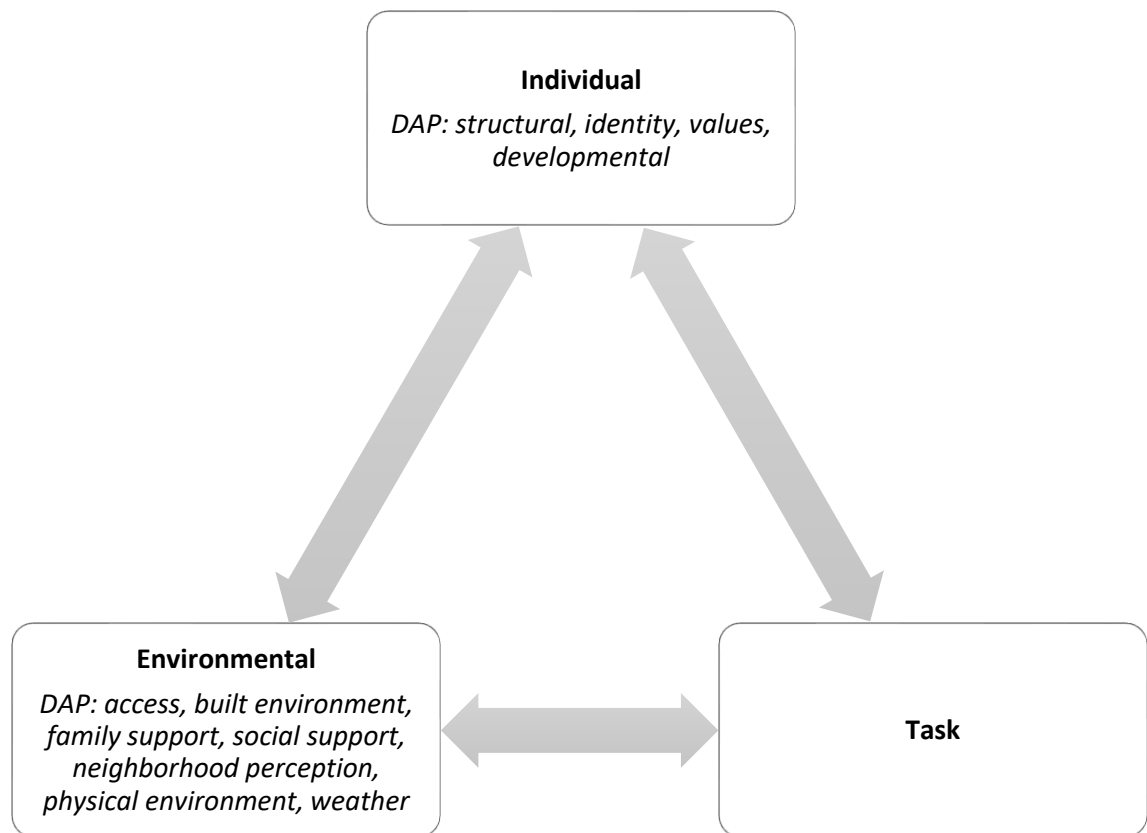 Individual
DAP: structural, identity, values,
developmental
Environmental
DAP: access, built environment,
family support, social support,
neighborhood perception,
physical environment, weather
Task